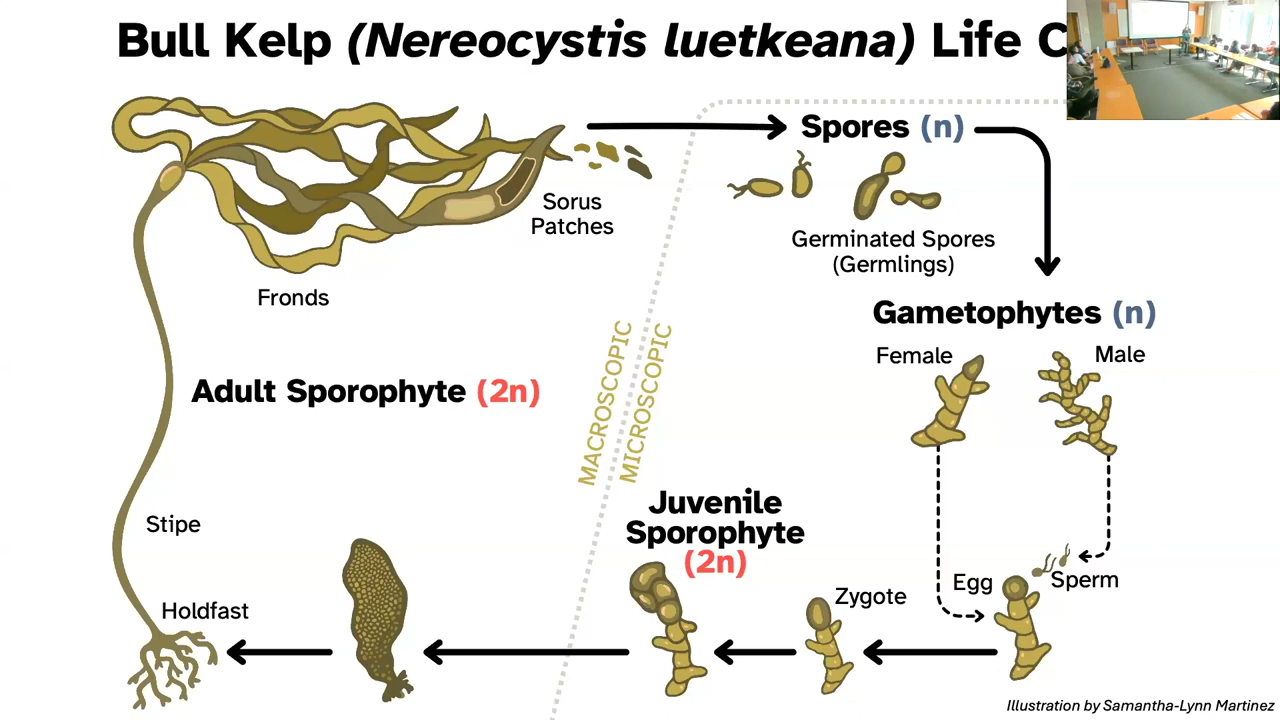 Bull Kelp (Nereocystis luetkeana) Life C
Spores (n)
Sorus
Patches
Germinated Spores
(Germlings)
Fronds
Gametophytes (n)
Female
Male
MACROSCOPIC
MICROSCOPIC
Adult Sporophyte (2n)
Juvenile
Sporophyte
(2n)
Stipe
Egg
Sperm
Zygote
Holdfast
Illustration by Samantha-Lynn Martinez